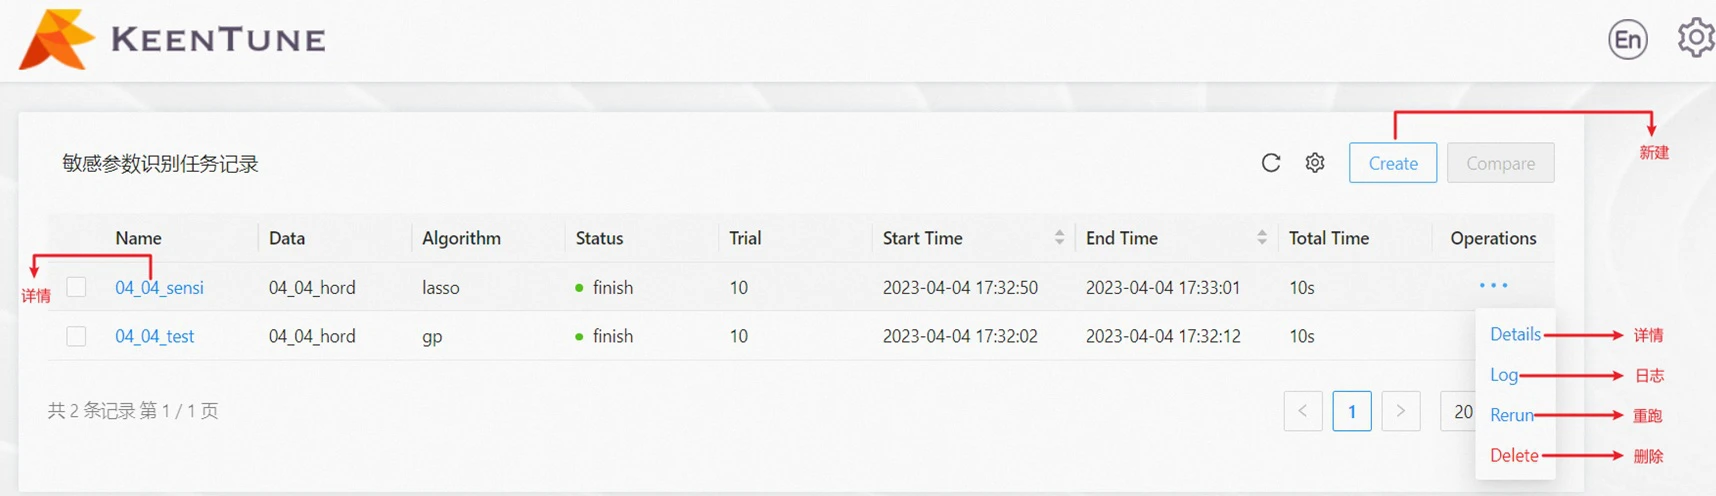 KEENTUNE
En
敏感参数识别任务记录
Create
Compare
新建
Name Data Algorithm Status Trial Start Time End Time Total Time Operations
详情
04_04_sensi 04_04_hord lasso finish 10 2023-04-04 17:32:50 2023-04-04 17:33:01 10s ···
04_04_test 04_04_hord gp finish 10 2023-04-04 17:32:02 2023-04-04 17:32:12 10s
Details 详情
Log 日志
Rerun 重跑
Delete 删除
共 2 条记录 第 1 / 1 页
< 1 > 20